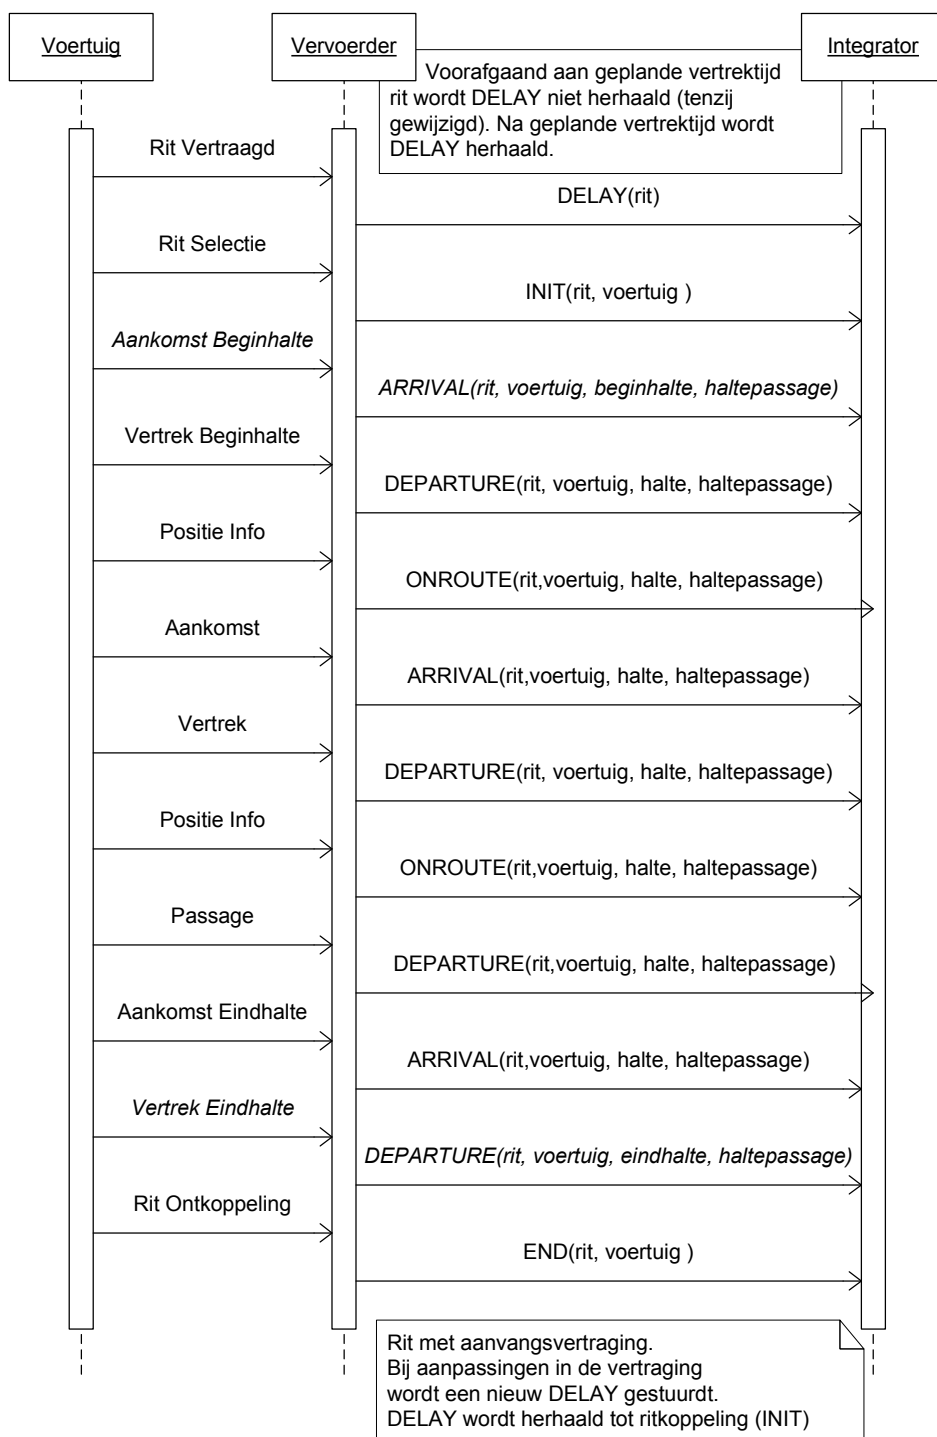 Voertuig
Vervoerder
Integrator
Voorafgaand aan geplande vertrektijd
rit wordt DELAY niet herhaald (tenzij
gewijzigd). Na geplande vertrektijd wordt
DELAY herhaald.
Rit Vertraagd
DELAY(rit)
Rit Selectie
INIT(rit, voertuig )
Aankomst Beginhalte
ARRIVAL(rit, voertuig, beginhalte, haltepassage)
Vertrek Beginhalte
DEPARTURE(rit, voertuig, halte, haltepassage)
Positie Info
ONROUTE(rit,voertuig, halte, haltepassage)
Aankomst
ARRIVAL(rit,voertuig, halte, haltepassage)
Vertrek
DEPARTURE(rit, voertuig, halte, haltepassage)
Positie Info
ONROUTE(rit,voertuig, halte, haltepassage)
Passage
DEPARTURE(rit,voertuig, halte, haltepassage)
Aankomst Eindhalte
ARRIVAL(rit,voertuig, halte, haltepassage)
Vertrek Eindhalte
DEPARTURE(rit, voertuig, eindhalte, haltepassage)
Rit Ontkoppeling
END(rit, voertuig )
Rit met aanvangsvertraging.
Bij aanpassingen in de vertraging
wordt een nieuw DELAY gestuurdt.
DELAY wordt herhaald tot ritkoppeling (INIT)